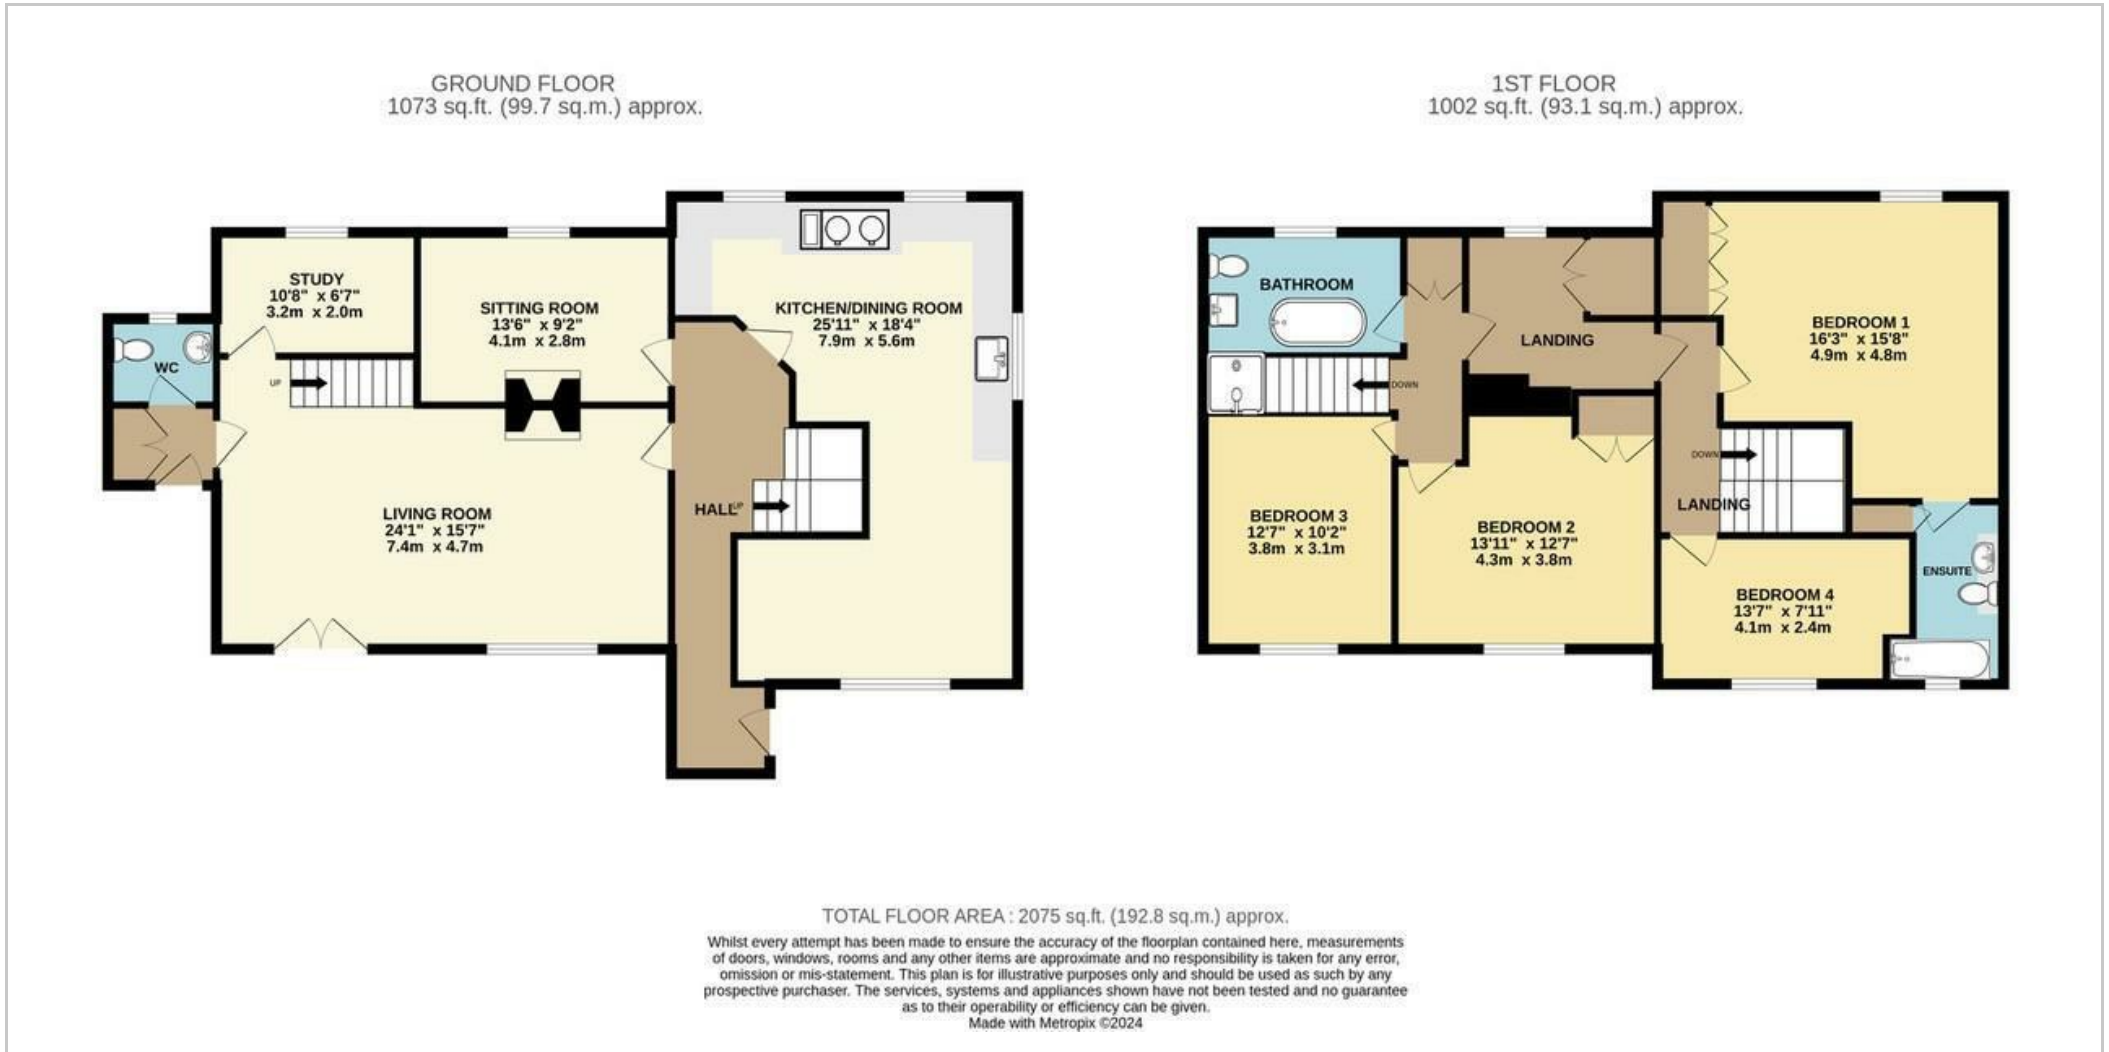 GROUND FLOOR
1073 sq.ft. (99.7 sq.m.) approx.
STUDY
10'8" x 6'7"
3.2m x 2.0m
SITTING ROOM
13'6" x 9'2"
4.1m x 2.8m
KITCHEN/DINING ROOM
25'11" x 18'4"
7.9m x 5.6m
WC
UP
LIVING ROOM
24'1" x 15'7"
7.4m x 4.7m
HALL
UP
1ST FLOOR
1002 sq.ft. (93.1 sq.m.) approx.
BATHROOM
LANDING
BEDROOM 1
16'3" x 15'8"
4.9m x 4.8m
DOWN
DOWN
LANDING
BEDROOM 3
12'7" x 10'2"
3.8m x 3.1m
BEDROOM 2
13'11" x 12'7"
4.3m x 3.8m
ENSUITE
BEDROOM 4
13'7" x 7'11"
4.1m x 2.4m
TOTAL FLOOR AREA : 2075 sq.ft. (192.8 sq.m.) approx.
Whilst every attempt has been made to ensure the accuracy of the floorplan contained here, measurements
of doors, windows, rooms and any other items are approximate and no responsibility is taken for any error,
omission or mis-statement. This plan is for illustrative purposes only and should be used as such by any
prospective purchaser. The services, systems and appliances shown have not been tested and no guarantee
as to their operability or efficiency can be given.
Made with Metropix ©2024